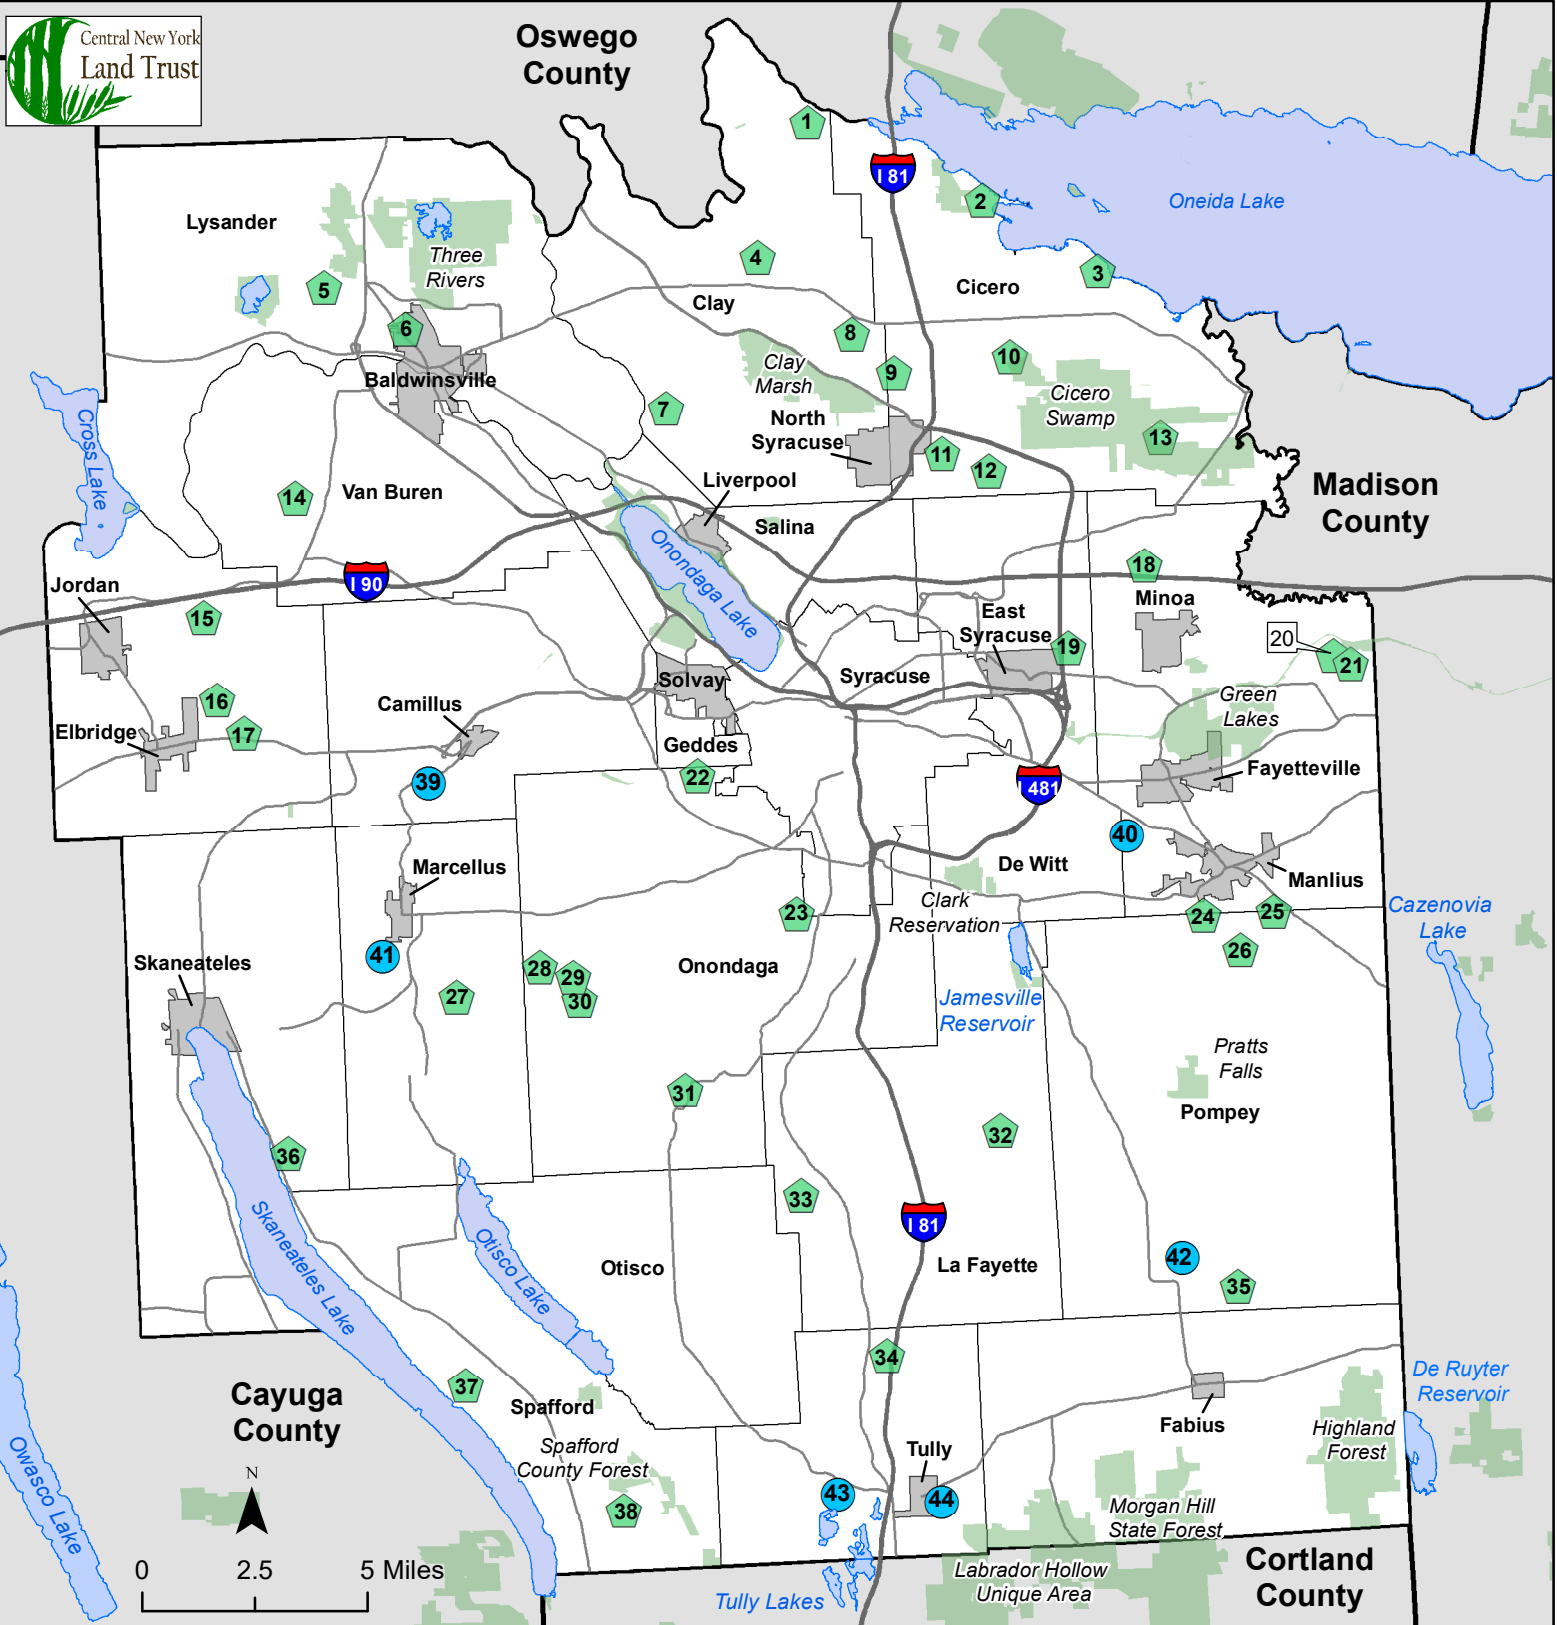 Central New York
Land Trust
Oswego
County
1
I 81
2
Oneida Lake
Lysander
Three
Rivers
4
3
5
Cicero
Clay
6
8
10
Clay
Marsh
9
Baldwinsville
Cicero
Swamp
7
North
Syracuse
13
Cross Lake
11
12
Liverpool
Van Buren
14
Madison
County
Salina
Onondaga Lake
18
I 90
Jordan
Minoa
15
East
Syracuse
20
19
21
Syracuse
Solvay
Green
Lakes
16
Camillus
17
Elbridge
Geddes
22
Fayetteville
39
I 481
40
De Witt
Marcellus
Manlius
Clark
Reservation
23
24
25
Cazenovia
Lake
26
41
Skaneateles
28
29
30
Onondaga
27
Jamesville
Reservoir
Pratts
Falls
31
Pompey
32
36
33
I 81
Skaneateles Lake
Otisco Lake
42
Otisco
La Fayette
35
34
De Ruyter
Reservoir
37
Cayuga
County
Spafford
Fabius
Highland
Forest
Spafford
County Forest
Tully
Owasco Lake
N
43
44
38
Morgan Hill
State Forest
Cortland
County
0
2.5
5 Miles
Labrador Hollow
Unique Area
Tully Lakes